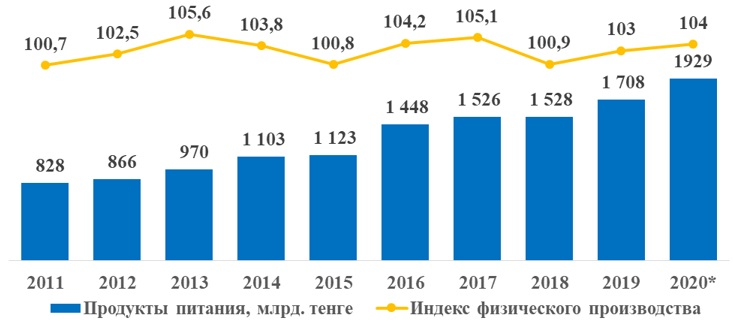 100,7 102,5 105,6 103,8 100,8 104,2 105,1 100,9 103 104
828 866 970 1 103 1 123 1 448 1 526 1 528 1 708 1929
2011 2012 2013 2014 2015 2016 2017 2018 2019 2020*
Продукты питания, млрд. тенге Индекс физического производства